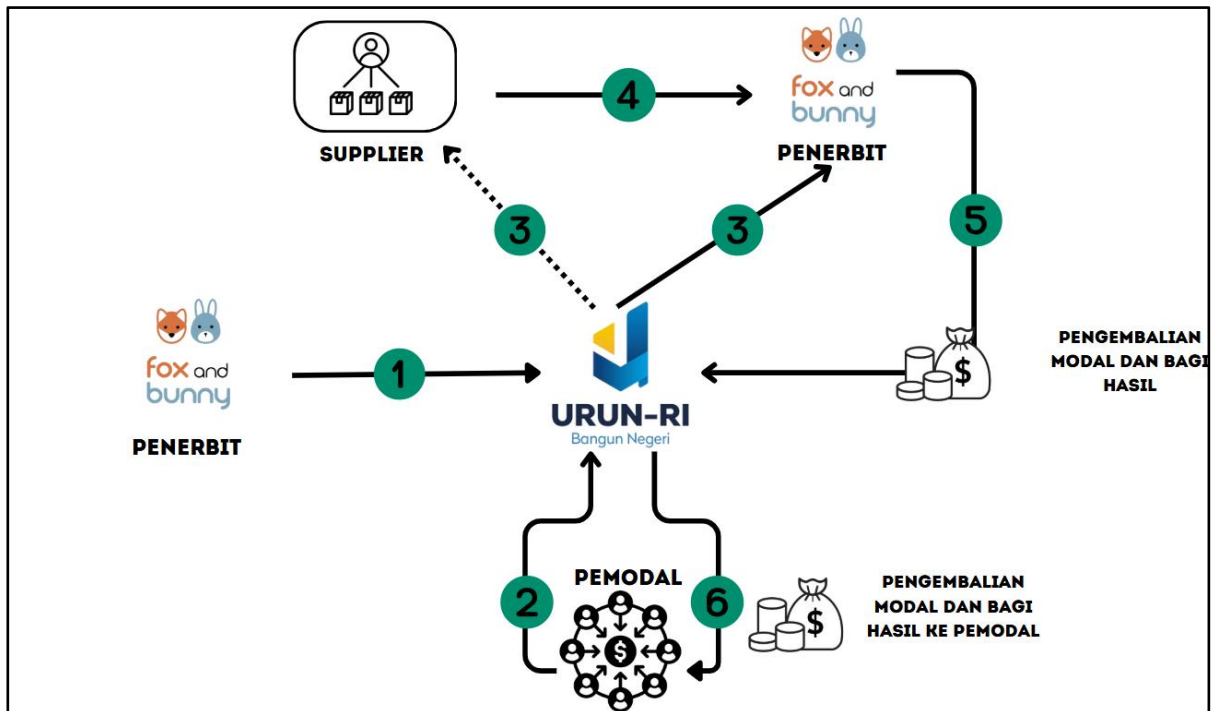 SUPPLIER
4
fox and
bunny
PENERBIT
3
3
5
fox and
bunny
PENERBIT
1
URUN-RI
Bangun Negeri
$
PENGEMBALIAN
MODAL DAN BAGI
HASIL
2
PEMODAL
$
6
$
PENGEMBALIAN
MODAL DAN BAGI
HASIL KE PEMODAL